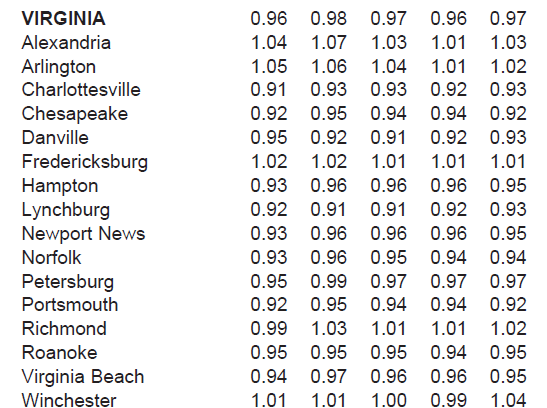 VIRGINIA 0.96 0.98 0.97 0.96 0.97
Alexandria 1.04 1.07 1.03 1.01 1.03
Arlington 1.05 1.06 1.04 1.01 1.02
Charlottesville 0.91 0.93 0.93 0.92 0.93
Chesapeake 0.92 0.95 0.94 0.94 0.92
Danville 0.95 0.92 0.91 0.92 0.93
Fredericksburg 1.02 1.02 1.01 1.01 1.01
Hampton 0.93 0.96 0.96 0.96 0.95
Lynchburg 0.92 0.91 0.91 0.92 0.93
Newport News 0.93 0.96 0.96 0.96 0.95
Norfolk 0.93 0.96 0.95 0.94 0.94
Petersburg 0.95 0.99 0.97 0.97 0.97
Portsmouth 0.92 0.95 0.94 0.94 0.92
Richmond 0.99 1.03 1.01 1.01 1.02
Roanoke 0.95 0.95 0.95 0.94 0.95
Virginia Beach 0.94 0.97 0.96 0.96 0.95
Winchester 1.01 1.01 1.00 0.99 1.04